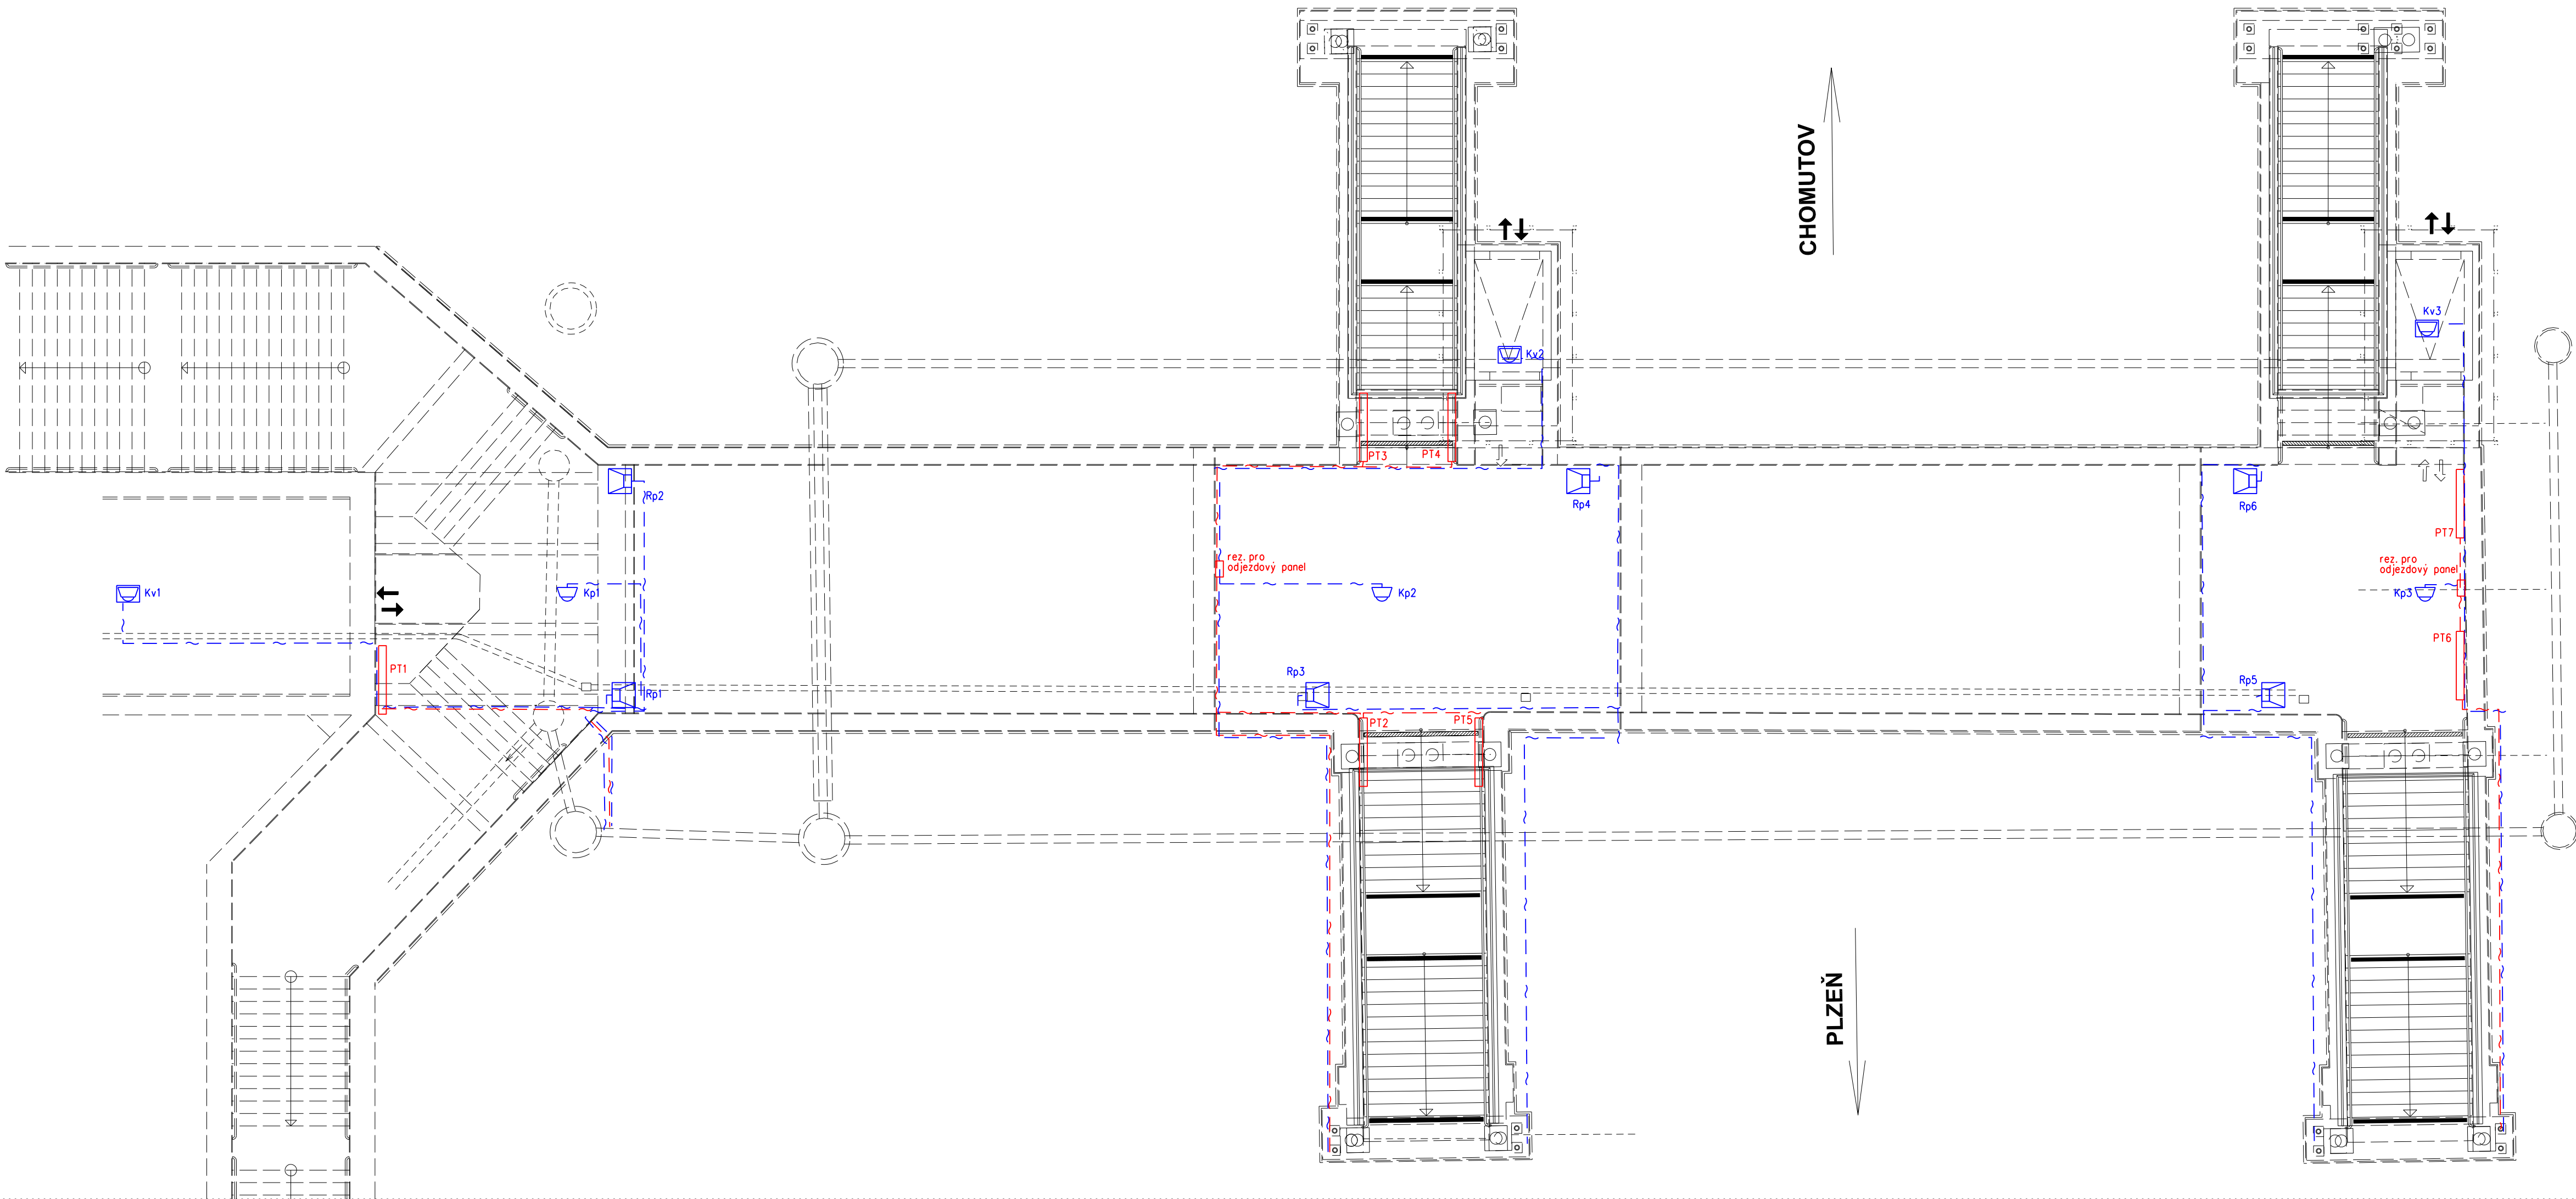 CHOMUTOV
Kv3
Kv2
PT3
PT4
Rp2
Rp4
Rp6
PT7
rez. pro
odjezdový panel
rez. pro
odjezdový panel
Kv1
Kp1
Kp2
Kp3
PT6
PT1
Rp1
Rp3
Rp5
PT2
PT5
PLZEŇ